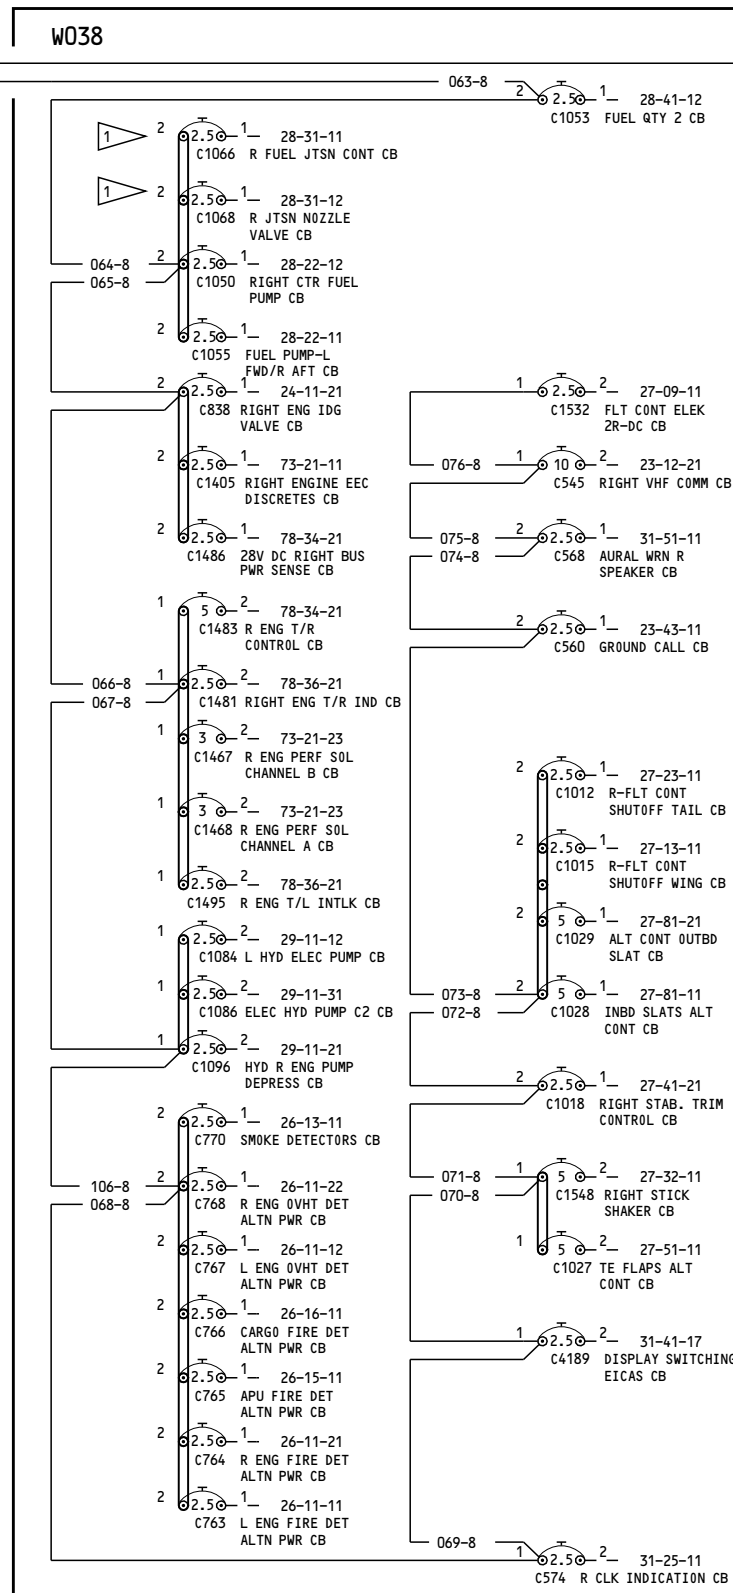 W038
063-8
2 2.5 1 28-41-12
C1053 FUEL QTY 2 CB
1 2 2.5 1 28-31-11
C1066 R FUEL JTSN CONT CB
1 2 2.5 1 28-31-12
C1068 R JTSN NOZZLE
VALVE CB
064-8 2 2.5 1 28-22-12
065-8
C1050 RIGHT CTR FUEL
PUMP CB
2 2.5 1 28-22-11
C1055 FUEL PUMP-L
FWD/R AFT CB
2 2.5 1 24-11-21
C838 RIGHT ENG IDG
VALVE CB
2 2.5 1 73-21-11
C1405 RIGHT ENGINE EEC
DISCRETES CB
2 2.5 1 78-34-21
C1486 28V DC RIGHT BUS
PWR SENSE CB
1 5 2 78-34-21
C1483 R ENG T/R
CONTROL CB
066-8 1 2.5 2 78-36-21
067-8
C1481 RIGHT ENG T/R IND CB
1 3 2 73-21-23
C1467 R ENG PERF SOL
CHANNEL B CB
1 3 2 73-21-23
C1468 R ENG PERF SOL
CHANNEL A CB
1 2.5 2 78-36-21
C1495 R ENG T/L INTLK CB
1 2.5 2 29-11-12
C1084 L HYD ELEC PUMP CB
1 2.5 2 29-11-31
C1086 ELEC HYD PUMP C2 CB
1 2.5 2 29-11-21
C1096 HYD R ENG PUMP
DEPRESS CB
2 2.5 1 26-13-11
C770 SMOKE DETECTORS CB
106-8 2 2.5 1 26-11-22
068-8
C768 R ENG OVHT DET
ALTN PWR CB
2 2.5 1 26-11-12
C767 L ENG OVHT DET
ALTN PWR CB
2 2.5 1 26-16-11
C766 CARGO FIRE DET
ALTN PWR CB
2 2.5 1 26-15-11
C765 APU FIRE DET
ALTN PWR CB
2 2.5 1 26-11-21
C764 R ENG FIRE DET
ALTN PWR CB
2 2.5 1 26-11-11
C763 L ENG FIRE DET
ALTN PWR CB
1 2.5 2 27-09-11
C1532 FLT CONT ELEK
2R-DC CB
076-8 1 10 2 23-12-21
C545 RIGHT VHF COMM CB
075-8 2 2.5 1 31-51-11
074-8
C568 AURAL WRN R
SPEAKER CB
2 2.5 1 23-43-11
C560 GROUND CALL CB
2 2.5 1 27-23-11
C1012 R-FLT CONT
SHUTOFF TAIL CB
2 2.5 1 27-13-11
C1015 R-FLT CONT
SHUTOFF WING CB
2 5 1 27-81-21
C1029 ALT CONT OUTBD
SLAT CB
073-8 2 5 1 27-81-11
072-8
C1028 INBD SLATS ALT
CONT CB
2 2.5 1 27-41-21
C1018 RIGHT STAB. TRIM
CONTROL CB
071-8 1 5 2 27-32-11
070-8
C1548 RIGHT STICK
SHAKER CB
1 5 2 27-51-11
C1027 TE FLAPS ALT
CONT CB
1 2.5 2 31-41-17
C4189 DISPLAY SWITCHING
EICAS CB
069-8
1 2.5 2 31-25-11
C574 R CLK INDICATION CB